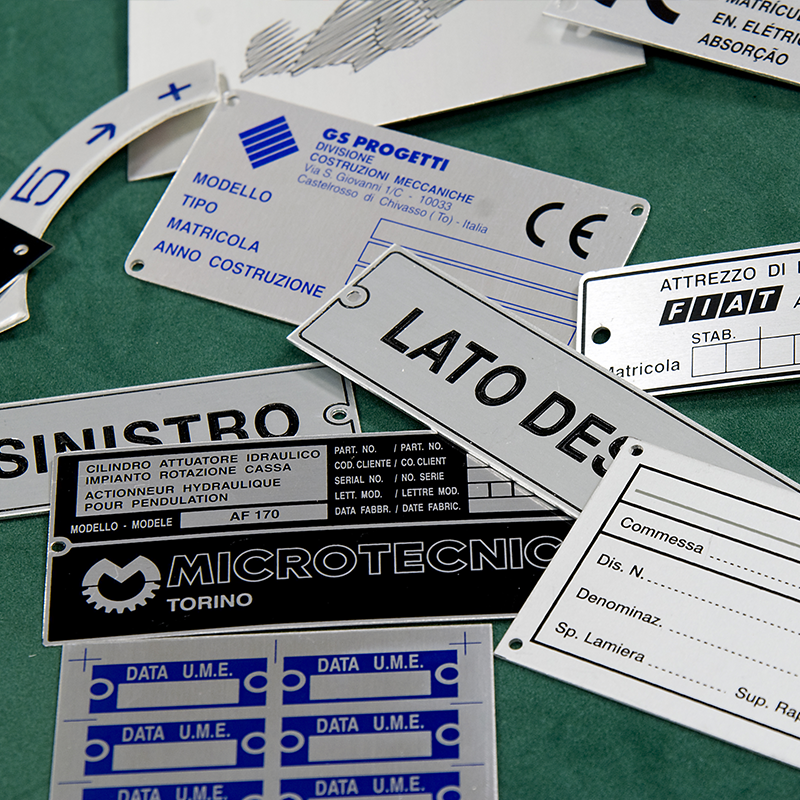 MATRICUL
EN. ELÉTRIC
ABSORÇÃO
5
+
GS PROGETTI
DIVISIONE
COSTRUZIONI MECCANICHE
Via S. Giovanni 1/C - 10033
Castelrosso di Chivasso (To) - Italia
MODELLO
TIPO
MATRICOLA
ANNO COSTRUZIONE
CE
ATTREZZO DI
FIAT A
STAB.
Matricola
LATO DES
SINISTRO
CILINDRO ATTUATORE IDRAULICO
IMPIANTO ROTAZIONE CASSA
ACTIONNEUR HYDRAULIQUE
POUR PENDULATION
MODELLO - MODELE AF 170
PART. NO. / PART. NO.
COD. CLIENTE / CO. CLIENT
SERIAL NO. / NO. SERIE
LETT. MOD. / LETTRE MOD.
DATA FABBR. / DATE FABRIC.
MICROTECNIC
TORINO
Commessa
Dis. N.
Denominaz.
Sp. Lamiera
Sup. Rap
DATA U.M.E. DATA U.M.E.
DATA U.M.E. DATA U.M.E.
DATA U.M.E. DATA U.M.E.